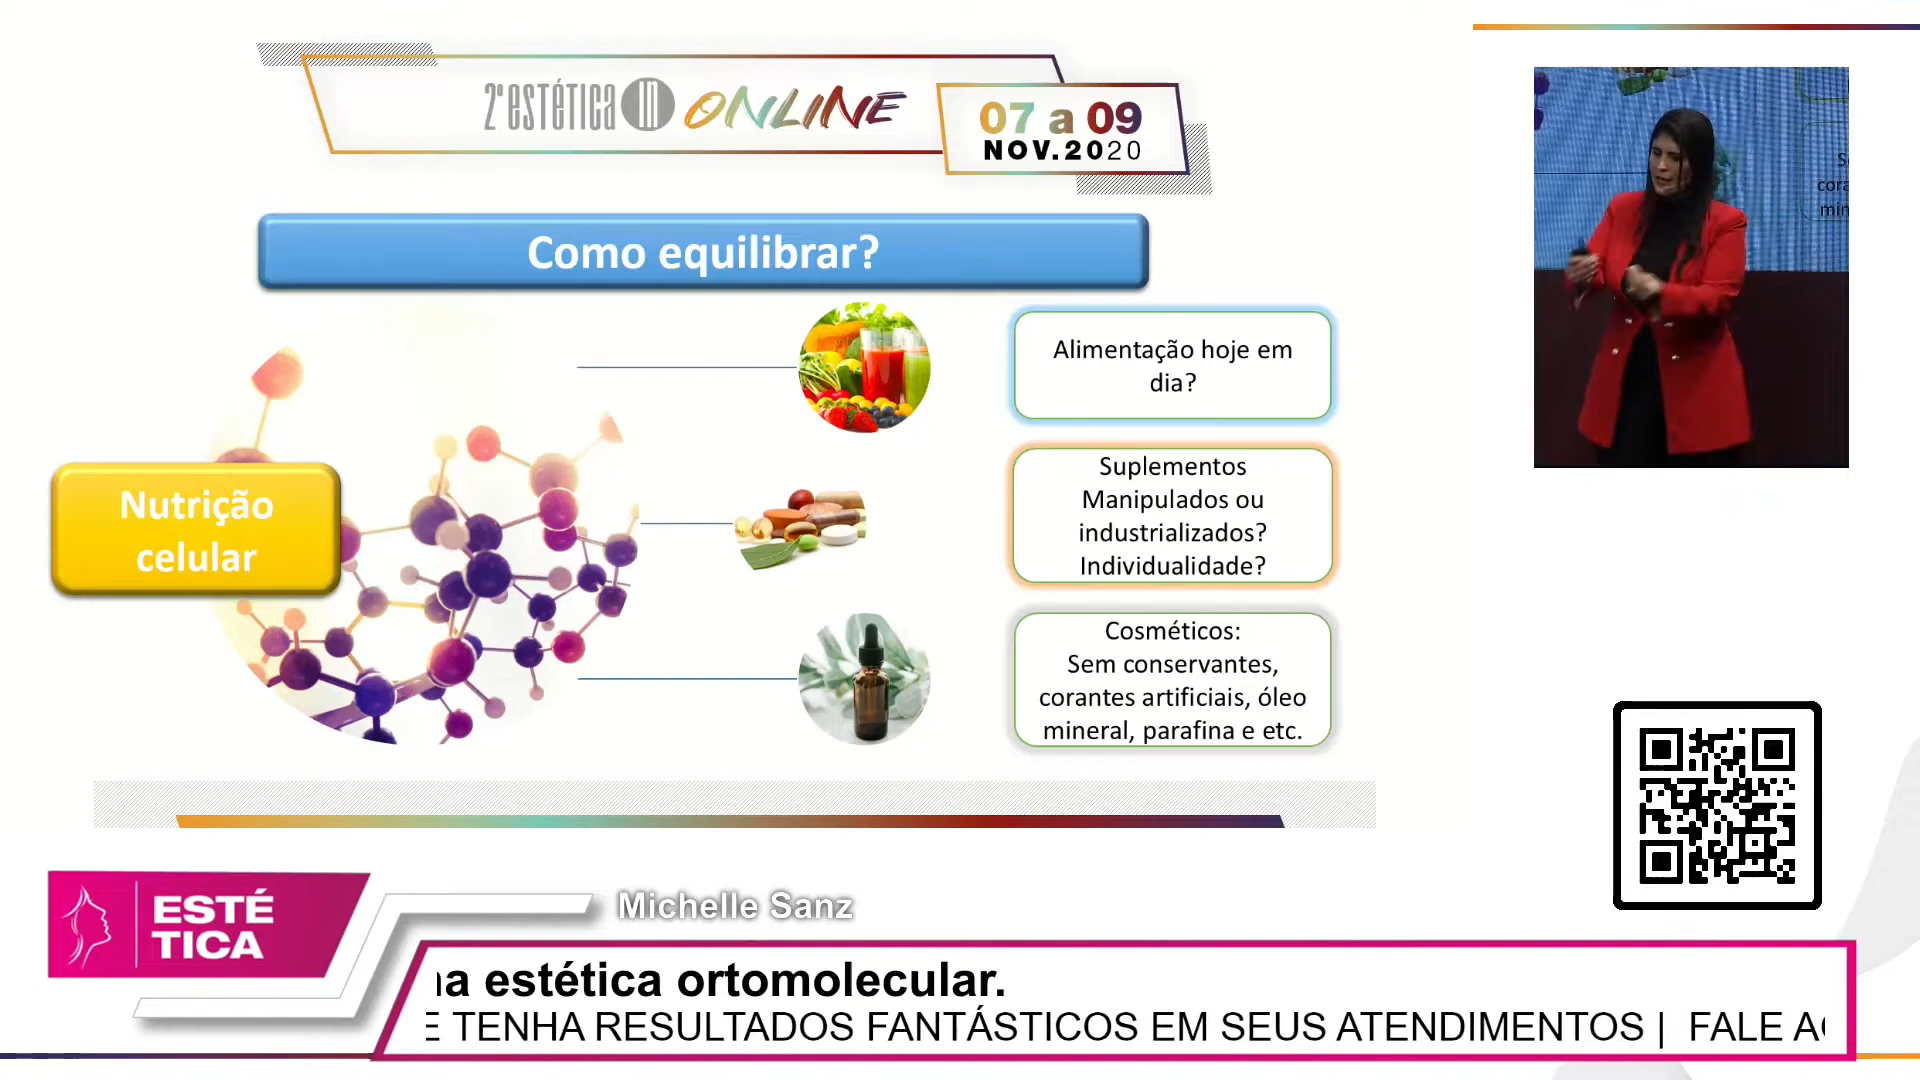 2ª estética IN ONLINE
07 a 09
NOV.2020
Como equilibrar?
Alimentação hoje em
dia?
Nutrição
celular
Suplementos
Manipulados ou
industrializados?
Individualidade?
Cosméticos:
Sem conservantes,
corantes artificiais, óleo
mineral, parafina e etc.
ESTÉ
TICA
Michelle Sanz
estética ortomolecular.
E TENHA RESULTADOS FANTÁSTICOS EM SEUS ATENDIMENTOS | FALE